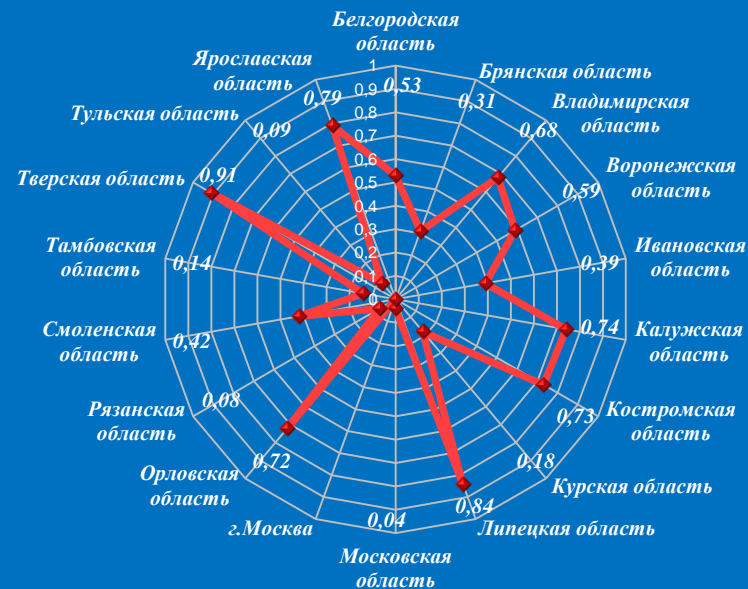 Белгородская
область
0,53
Брянская область
0,31
Владимирская
область
0,68
Воронежская
область
0,59
Ивановская
область
0,39
Калужская
область
0,74
Костромская
область
0,73
Курская область
0,18
Липецкая область
0,84
Московская
область
0,04
г.Москва
Орловская
область
0,72
Рязанская
область
0,08
Смоленская
область
0,42
Тамбовская
область
0,14
Тверская область
0,91
Тульская область
0,09
Ярославская
область
0,79
1
0,9
0,8
0,7
0,6
0,5
0,4
0,3
0,2
0,1
0